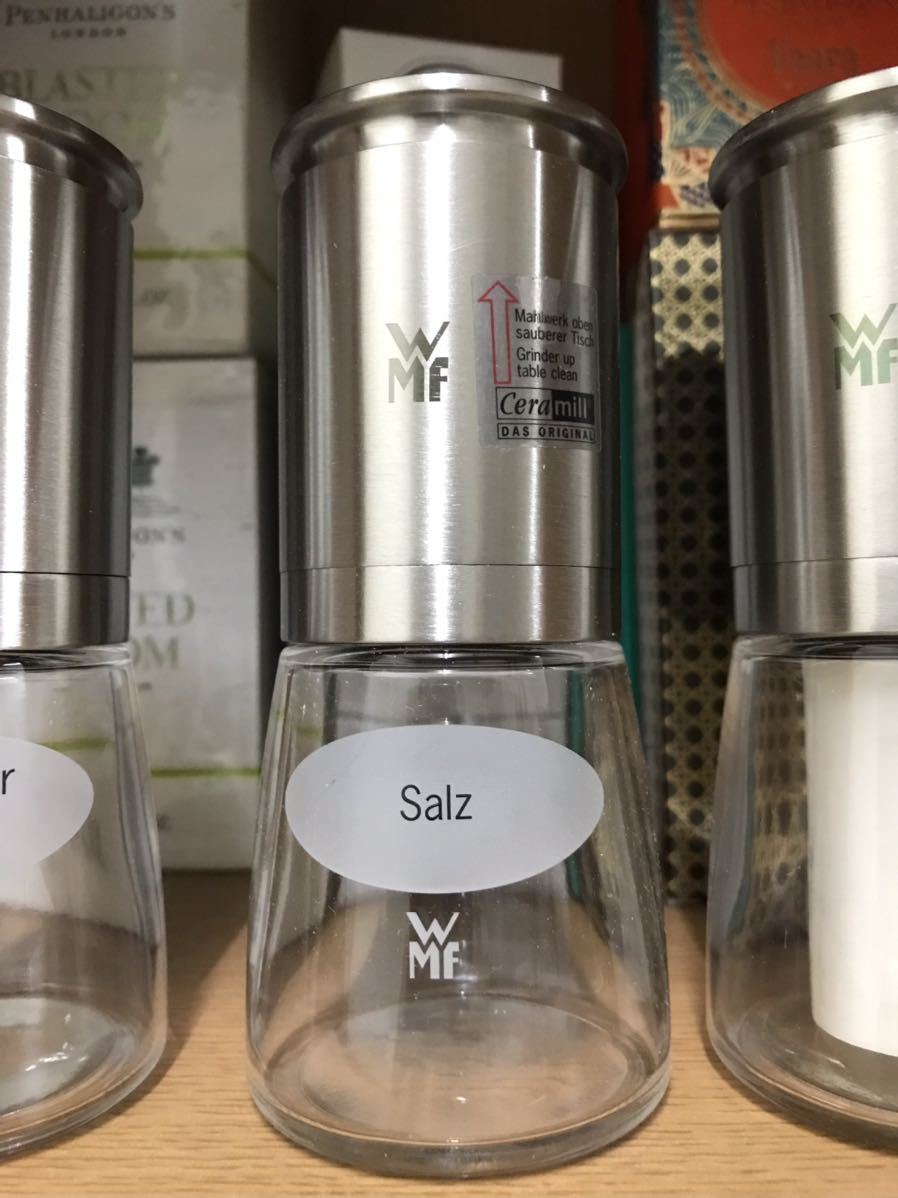 PENHALIGON'S
LONDON
WMF
Mahlwerk oben
sauberer Tisch
Grinder up
table clean
Ceramill
DAS ORIGINAL
WMF
r
Salz
WMF